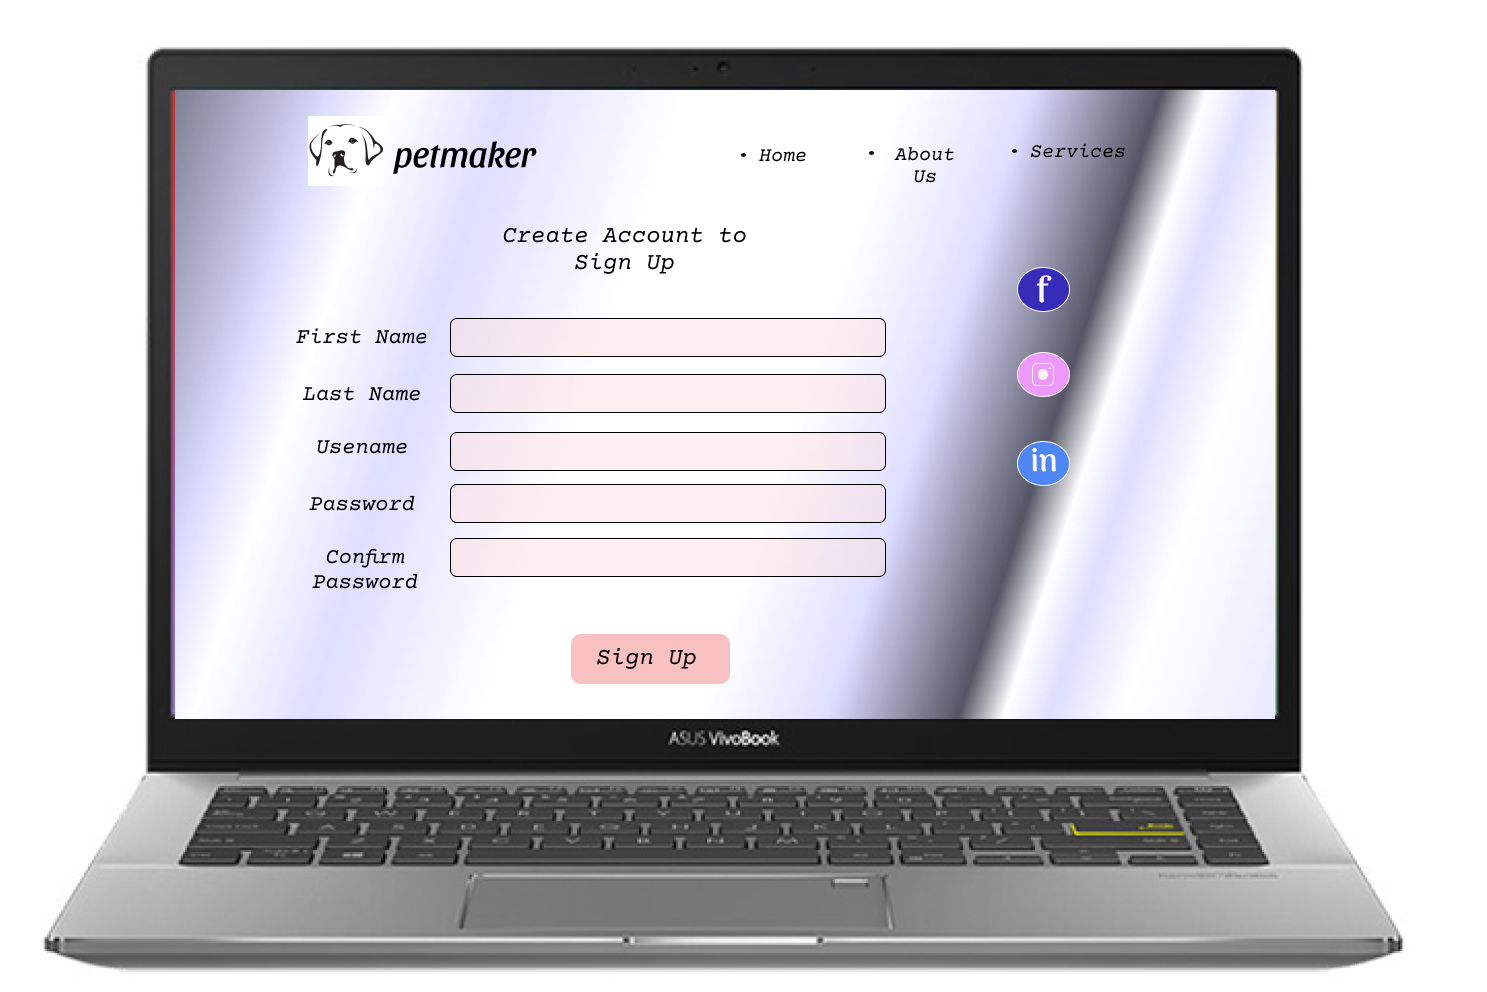 petmaker
• Home
• About
Us
• Services
Create Account to
Sign Up
f
First Name
Last Name
in
Usename
Password
Confirm
Password
Sign Up
ASUS VivoBook